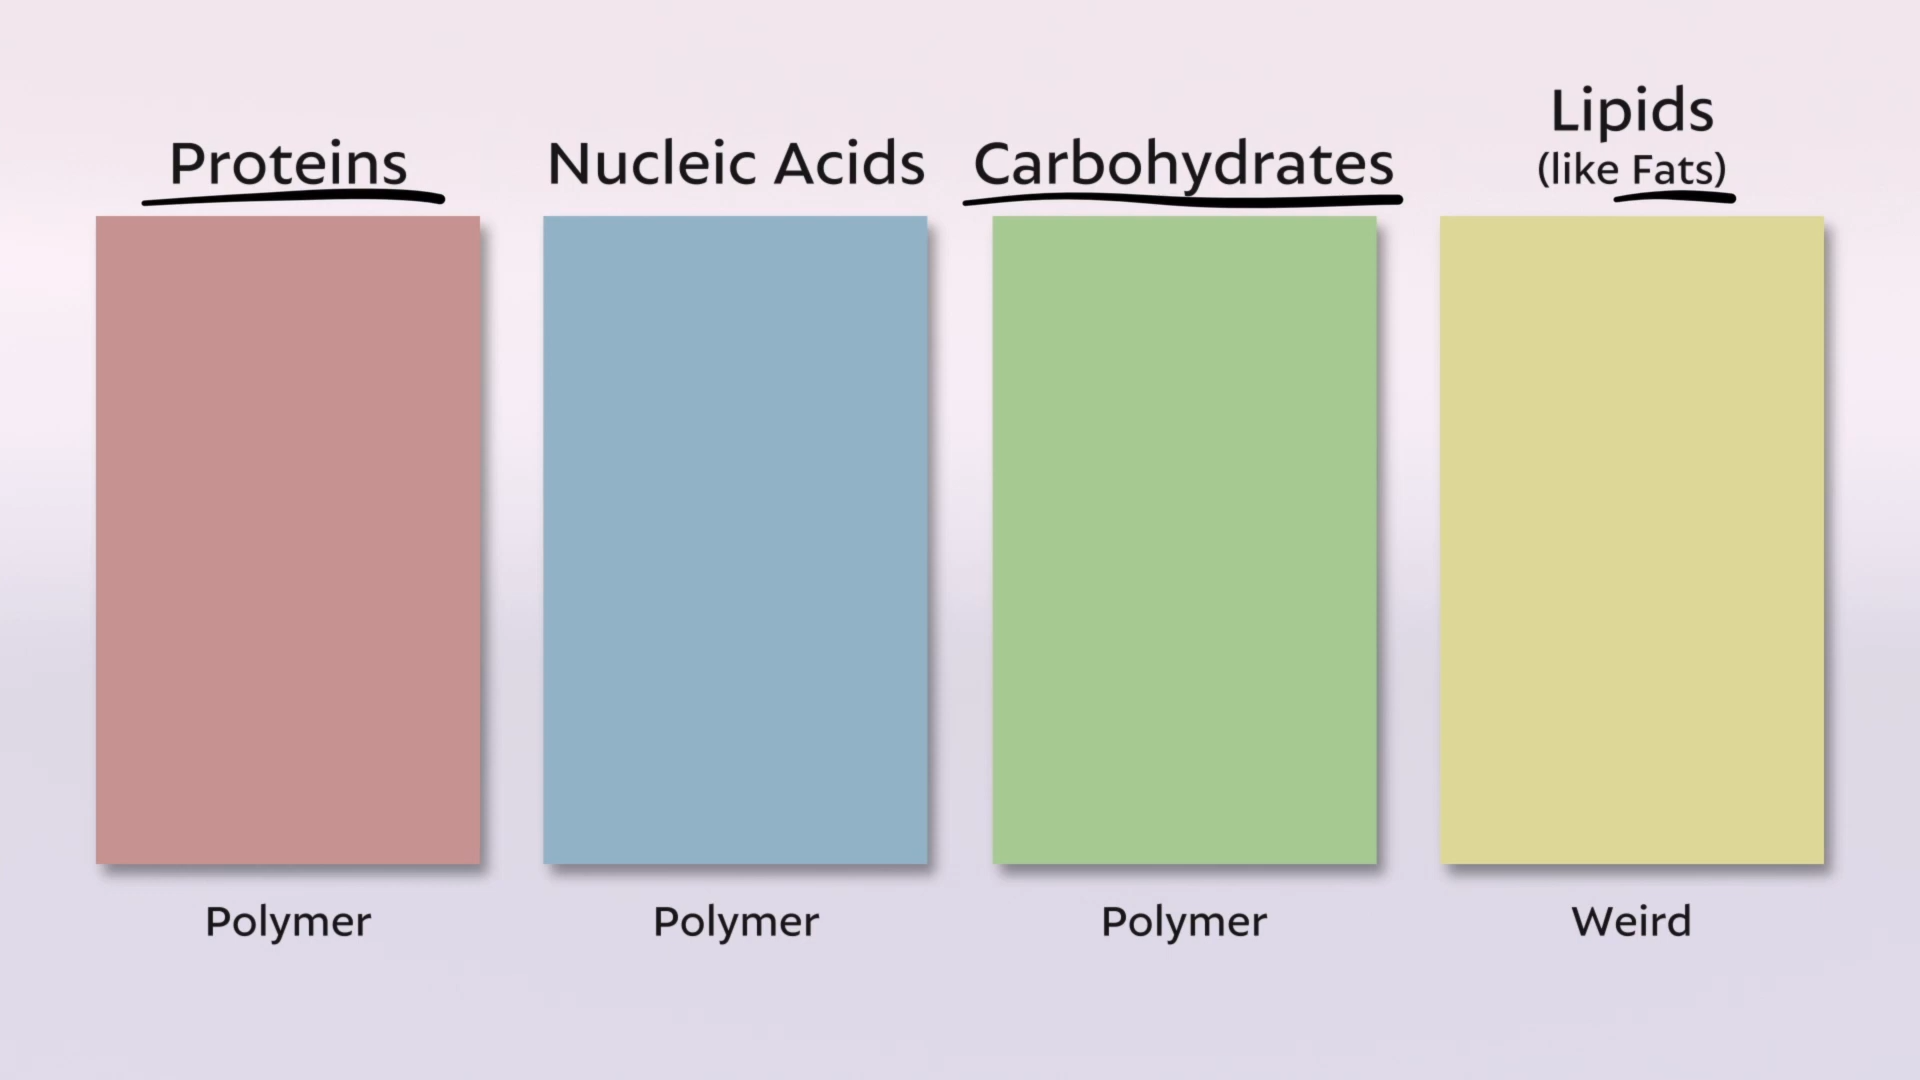 Proteins
Nucleic Acids
Carbohydrates
Lipids
(like Fats)
Polymer
Polymer
Polymer
Weird